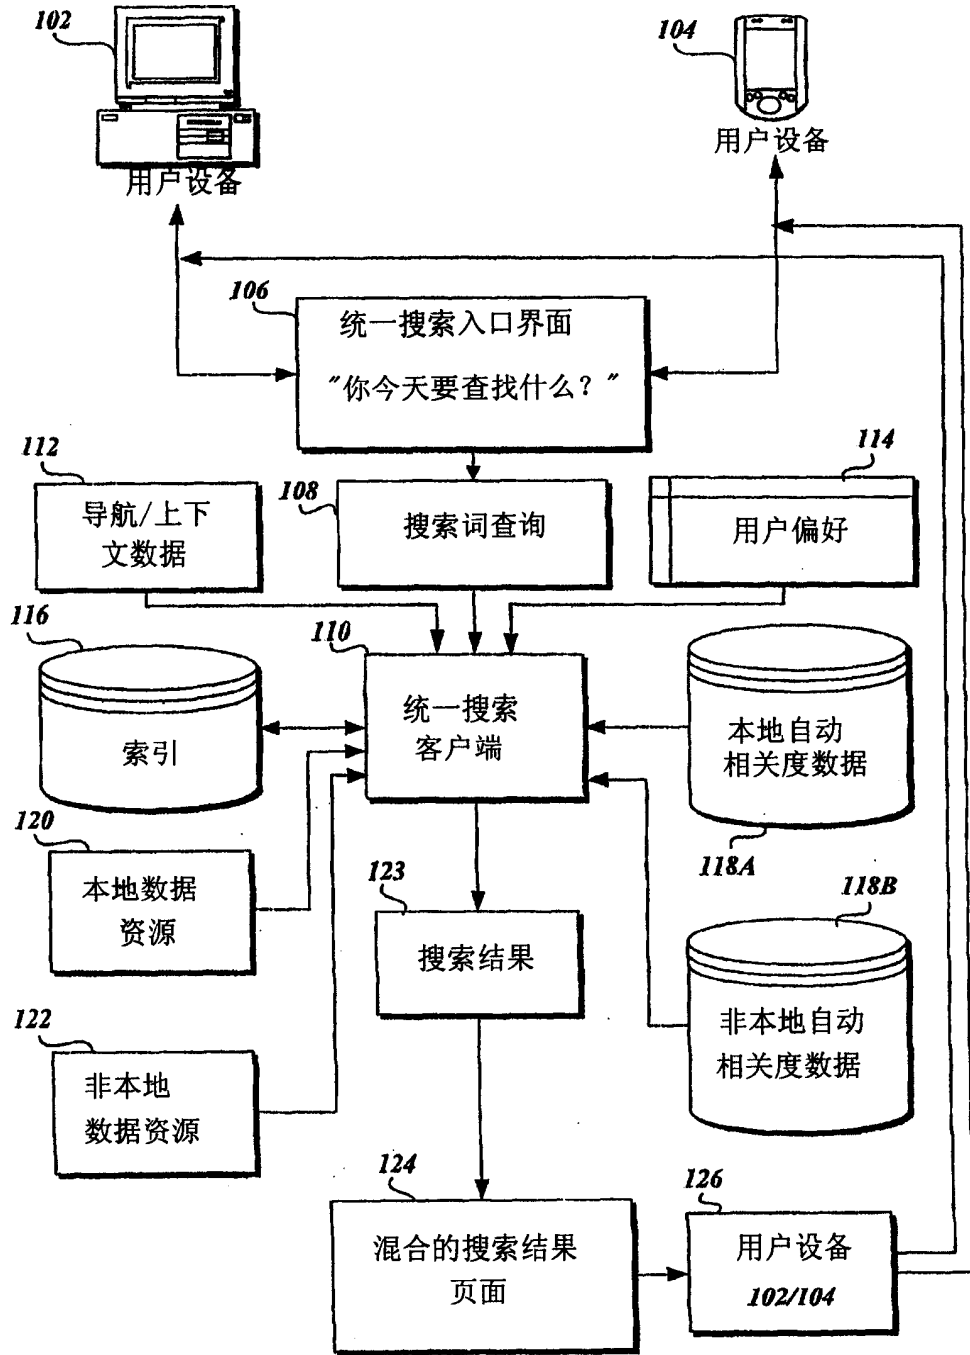 102
104
用户设备
用户设备
106
统一搜索入口界面
"你今天要查找什么？"
112
导航/上下
文数据
108
搜索词查询
114
用户偏好
116
索引
110
统一搜索
客户端
本地自动
相关度数据
118A
120
本地数据
资源
123
搜索结果
118B
非本地自动
相关度数据
122
非本地
数据资源
124
混合的搜索结果
页面
126
用户设备
102/104